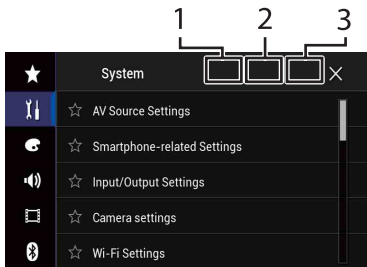 1 2 3
System
AV Source Settings
Smartphone-related Settings
Input/Output Settings
Camera settings
Wi-Fi Settings